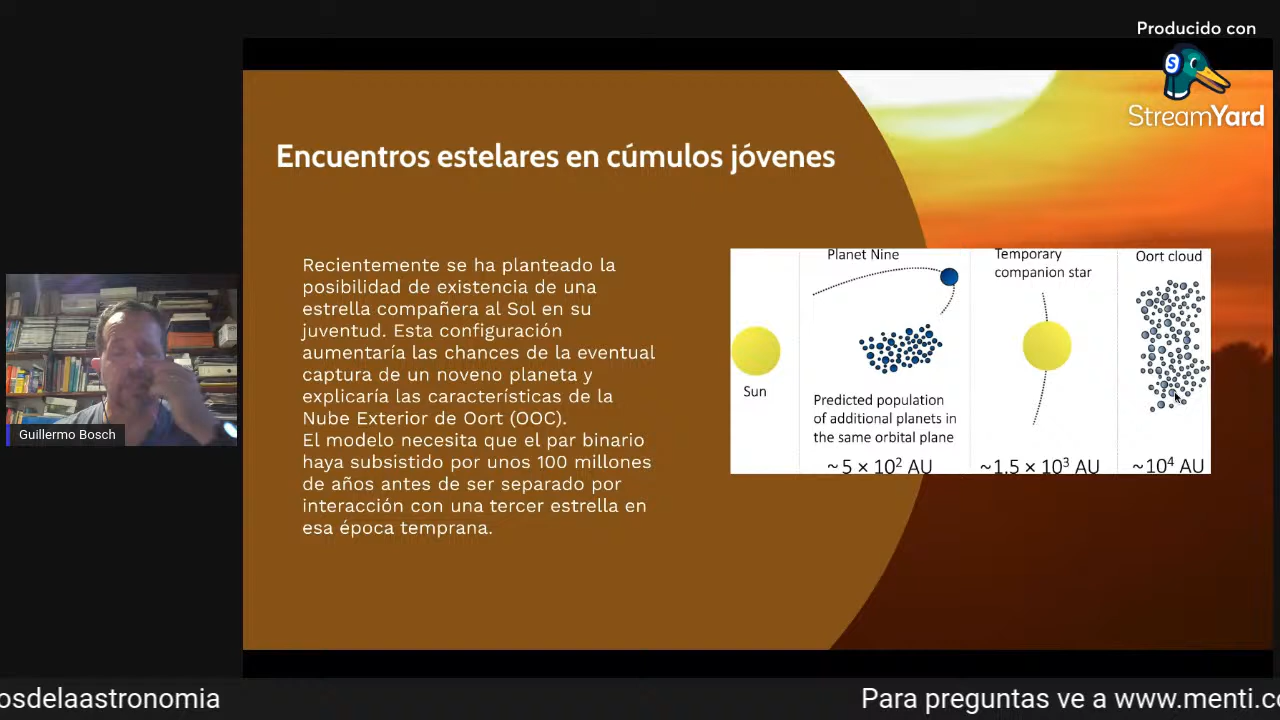 Producido con
StreamYard
Encuentros estelares en cúmulos jóvenes
Recientemente se ha planteado la
posibilidad de existencia de una
estrella compañera al Sol en su
juventud. Esta configuración
aumentaría las chances de la eventual
captura de un noveno planeta y
explicaría las características de la
Nube Exterior de Oort (OOC).
El modelo necesita que el par binario
haya subsistido por unos 100 millones
de años antes de ser separado por
interacción con una tercer estrella en
esa época temprana.
Planet Nine
Temporary
companion star
Oort cloud
Sun
Predicted population
of additional planets in
the same orbital plane
~ 5 × 10² AU
~1.5 × 10³ AU
~10⁴ AU
Guillermo Bosch
osdelaastronomia
Para preguntas ve a www.menti.c